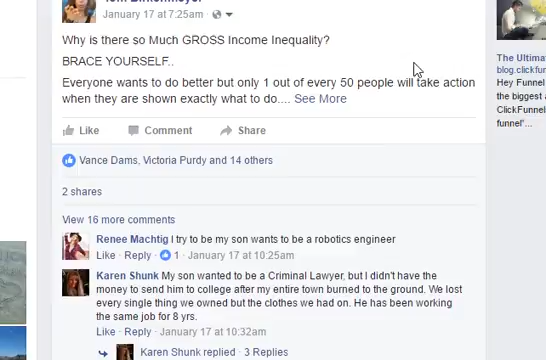 January 17 at 7:25am
Why is there so Much GROSS Income Inequality?
BRACE YOURSELF..
Everyone wants to do better but only 1 out of every 50 people will take action
when they are shown exactly what to do.... See More
Like Comment Share
Vance Dams, Victoria Purdy and 14 others
2 shares
View 16 more comments
Renee Machtig I try to be my son wants to be a robotics engineer
Like · Reply · 1 · January 17 at 10:25am
Karen Shunk My son wanted to be a Criminal Lawyer, but I didn't have the
money to send him to college after my entire town burned to the ground. We lost
every single thing we owned but the clothes we had on. He has been working
the same job for 8 yrs.
Like · Reply · January 17 at 10:32am
Karen Shunk replied · 3 Replies
The Ultima
blog.clickfu
Hey Funnel
the biggest a
ClickFunnel
funnel'...